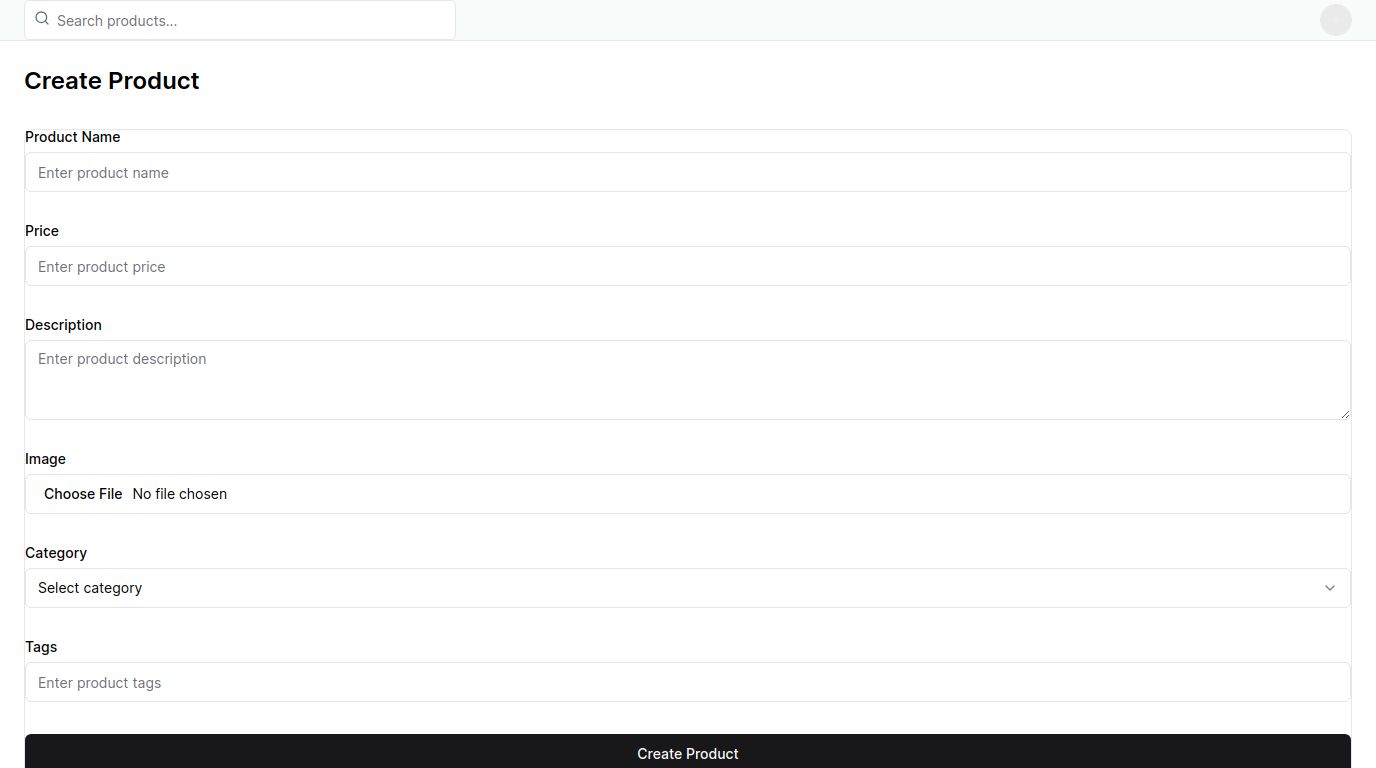 Search products...
Create Product
Product Name
Enter product name
Price
Enter product price
Description
Enter product description
Image
Choose File No file chosen
Category
Select category
Tags
Enter product tags
Create Product